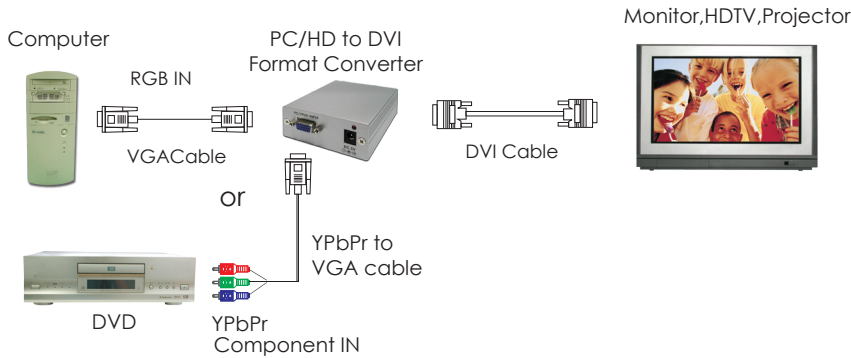 Monitor,HDTV,Projector
Computer
PC/HD to DVI
Format Converter
RGB IN
VGACable
DVI Cable
or
YPbPr to
VGA cable
DVD
YPbPr
Component IN